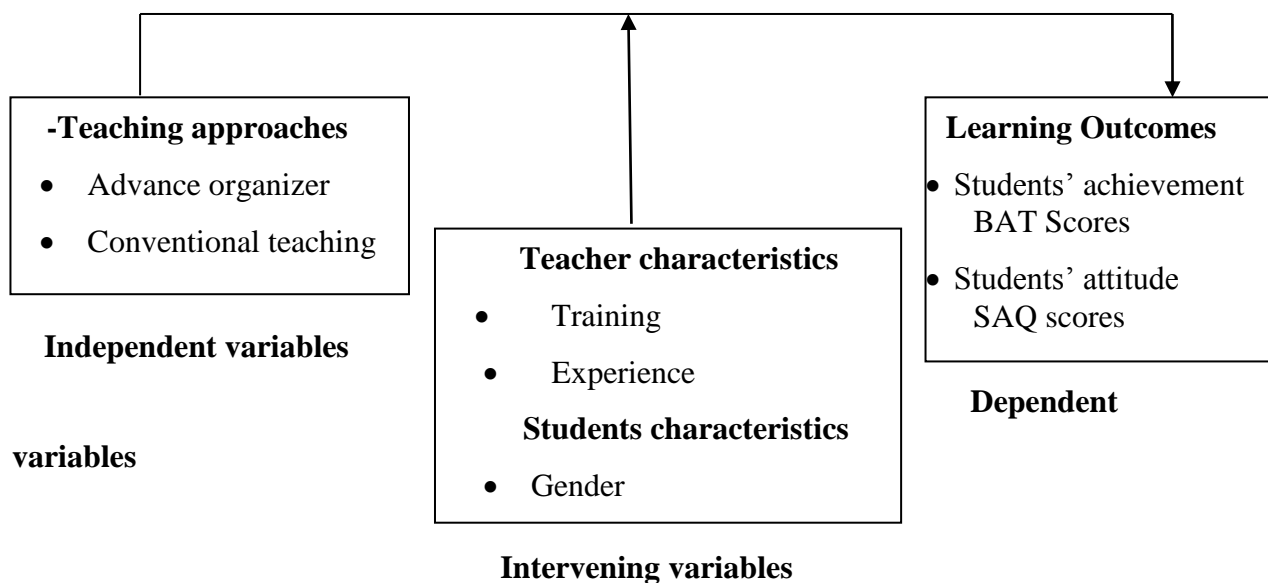 -Teaching approaches
• Advance organizer
• Conventional teaching
Independent variables
Teacher characteristics
• Training
• Experience
Students characteristics
• Gender
Intervening variables
Learning Outcomes
• Students’ achievement
BAT Scores
• Students’ attitude
SAQ scores
Dependent
variables